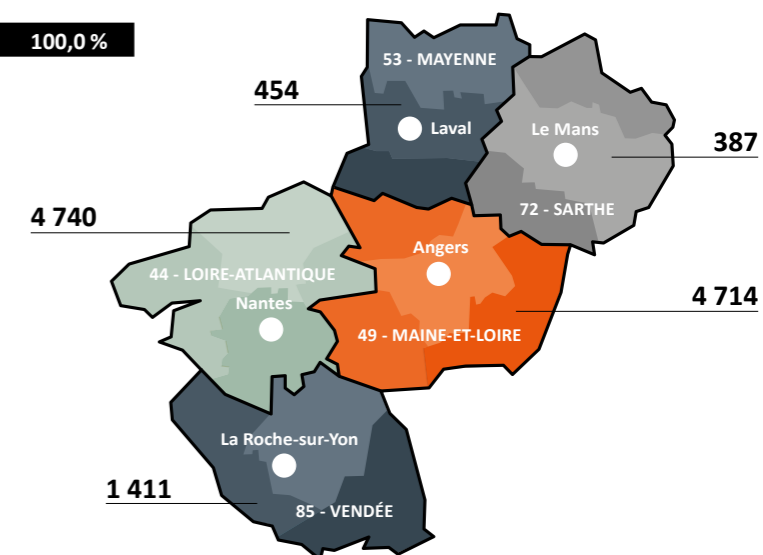 100,0 %
53 - MAYENNE
454
Laval
Le Mans
387
72 - SARTHE
4 740
Angers
44 - LOIRE-ATLANTIQUE
Nantes
4 714
49 - MAINE-ET-LOIRE
La Roche-sur-Yon
1 411
85 - VENDÉE